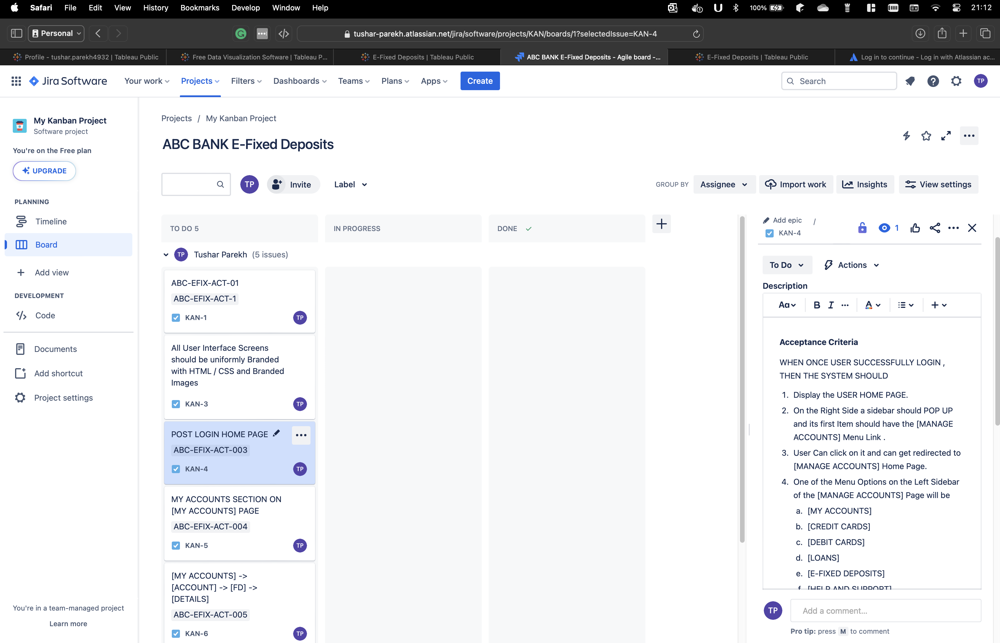 Safari File Edit View History Bookmarks Develop Window Help 100% 21:12
Personal tushar-parekh.atlassian.net/jira/software/projects/KAN/boards/1?selectedIssue=KAN-4
Profile - tushar.parekh4932 | Tableau Public Free Data Visualization Software | Tableau P... E-Fixed Deposits | Tableau Public ABC BANK E-Fixed Deposits - Agile board -... E-Fixed Deposits | Tableau Public Log in to continue - Log in with Atlassian ac...
Jira Software Your work Projects Filters Dashboards Teams Plans Apps Create Search TP
My Kanban Project
Software project
You're on the Free plan
UPGRADE
PLANNING
Timeline
Board
Add view
DEVELOPMENT
Code
Documents
Add shortcut
Project settings
You're in a team-managed project
Learn more
Projects / My Kanban Project
ABC BANK E-Fixed Deposits
TP Invite Label GROUP BY Assignee Import work Insights View settings
TO DO 5 IN PROGRESS DONE
TP Tushar Parekh (5 issues)
ABC-EFIX-ACT-01
ABC-EFIX-ACT-1
KAN-1 TP
All User Interface Screens
should be uniformly Branded
with HTML / CSS and Branded
Images
KAN-3 TP
POST LOGIN HOME PAGE
ABC-EFIX-ACT-003
KAN-4 TP
MY ACCOUNTS SECTION ON
[MY ACCOUNTS] PAGE
ABC-EFIX-ACT-004
KAN-5 TP
[MY ACCOUNTS] ->
[ACCOUNT] -> [FD] ->
[DETAILS]
ABC-EFIX-ACT-005
KAN-6 TP
Add epic /
KAN-4 1
To Do Actions
Description
Aa B I A
Acceptance Criteria
WHEN ONCE USER SUCCESSFULLY LOGIN ,
THEN THE SYSTEM SHOULD
1. Display the USER HOME PAGE.
2. On the Right Side a sidebar should POP UP
and its first Item should have the [MANAGE
ACCOUNTS] Menu Link .
3. User Can click on it and can get redirected to
[MANAGE ACCOUNTS] Home Page.
4. One of the Menu Options on the Left Sidebar
of the [MANAGE ACCOUNTS] Page will be
a. [MY ACCOUNTS]
b. [CREDIT CARDS]
c. [DEBIT CARDS]
d. [LOANS]
e. [E-FIXED DEPOSITS]
f. [HELP AND SUPPORT]
TP Add a comment...
Pro tip: press M to comment